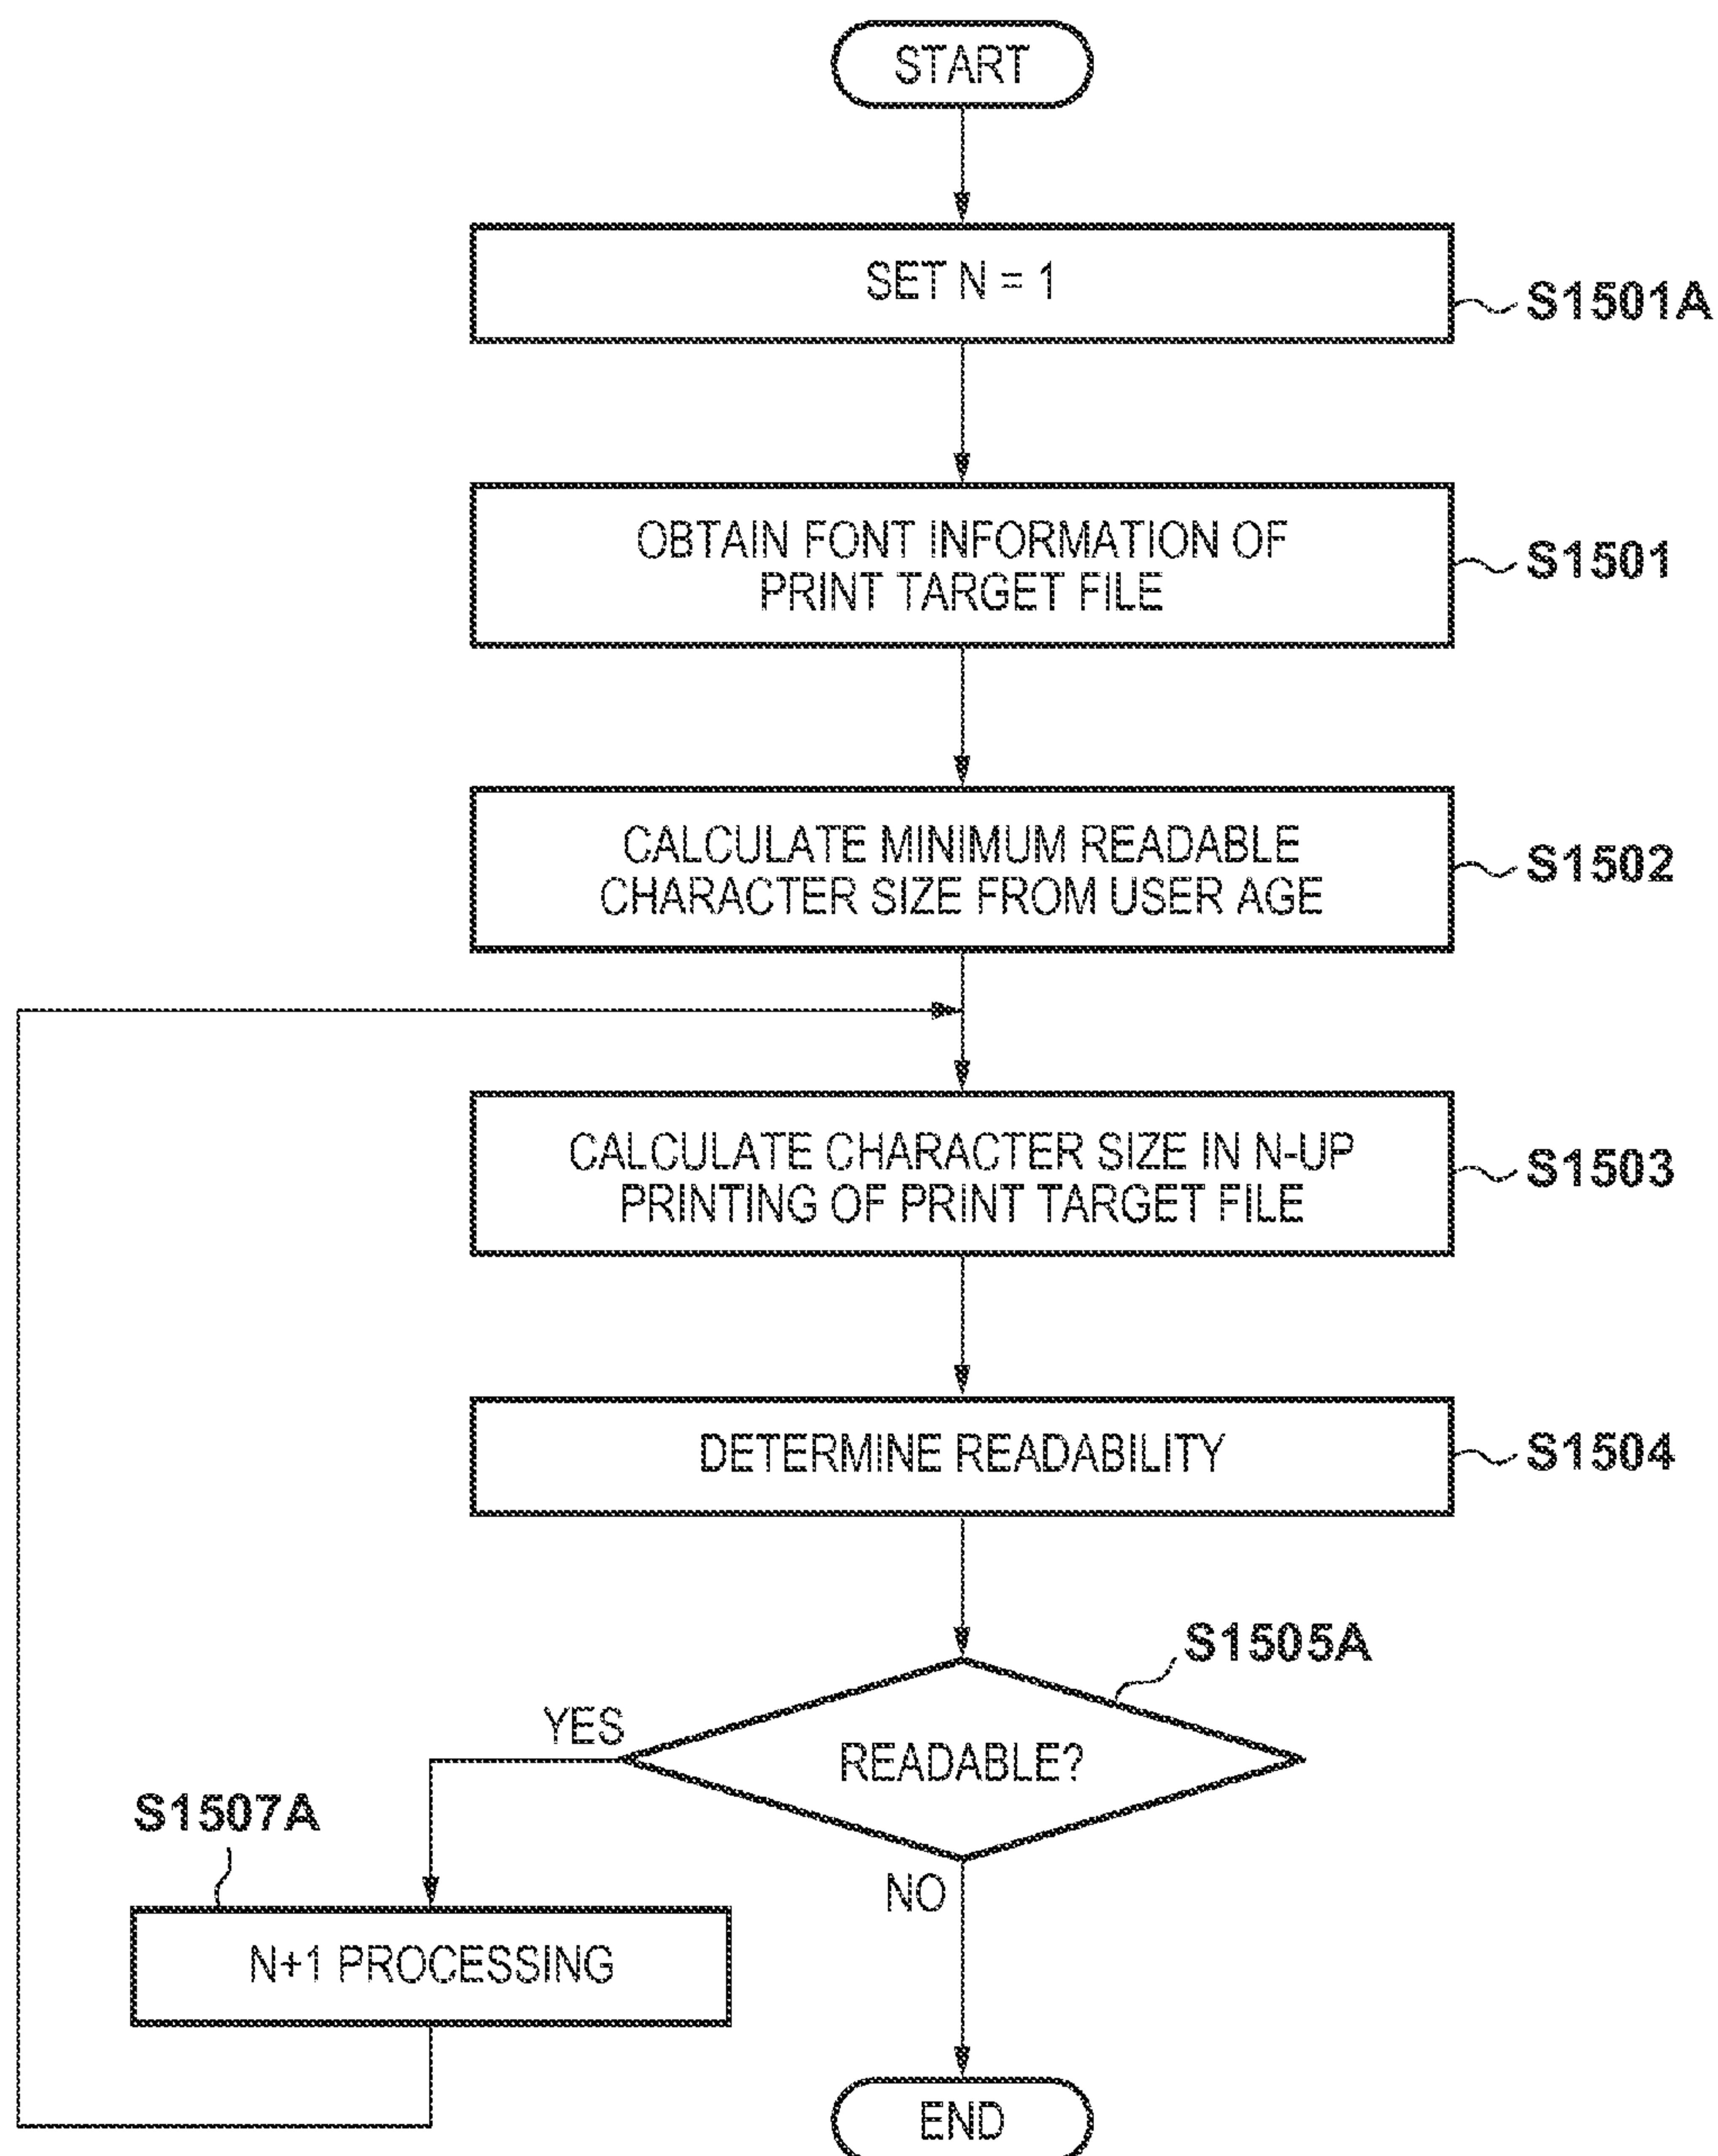 START
SET N = 1
S1501A
OBTAIN FONT INFORMATION OF
PRINT TARGET FILE
S1501
CALCULATE MINIMUM READABLE
CHARACTER SIZE FROM USER AGE
S1502
CALCULATE CHARACTER SIZE IN N-UP
PRINTING OF PRINT TARGET FILE
S1503
DETERMINE READABILITY
S1504
S1505A
YES
READABLE?
S1507A
NO
N+1 PROCESSING
END